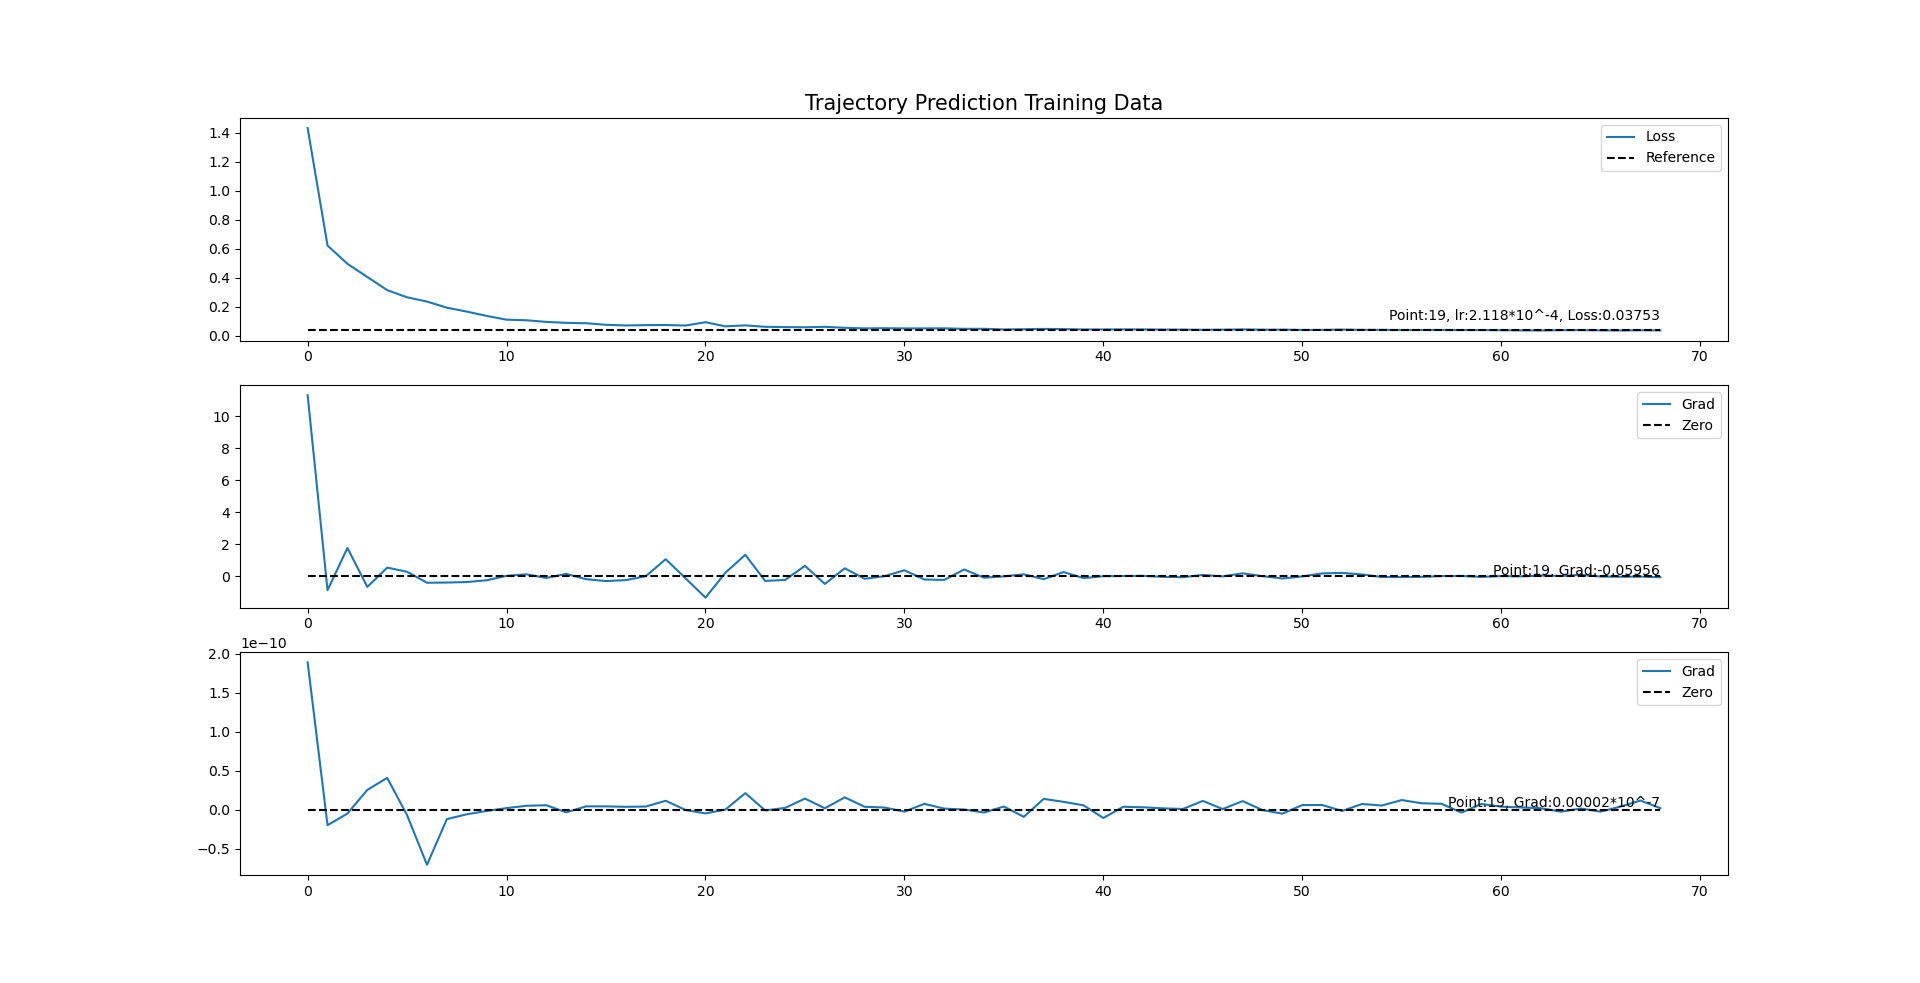 Trajectory Prediction Training Data
1.4
1.2
1.0
0.8
0.6
0.4
0.2
0.0
Loss
Reference
Point:19, lr:2.118*10^-4, Loss:0.03753
0 10 20 30 40 50 60 70
10
8
6
4
2
0
Grad
Zero
Point:19, Grad:-0.05956
0 10 20 30 40 50 60 70
1e−10
2.0
1.5
1.0
0.5
0.0
−0.5
Grad
Zero
Point:19, Grad:0.00002*10^-7
0 10 20 30 40 50 60 70